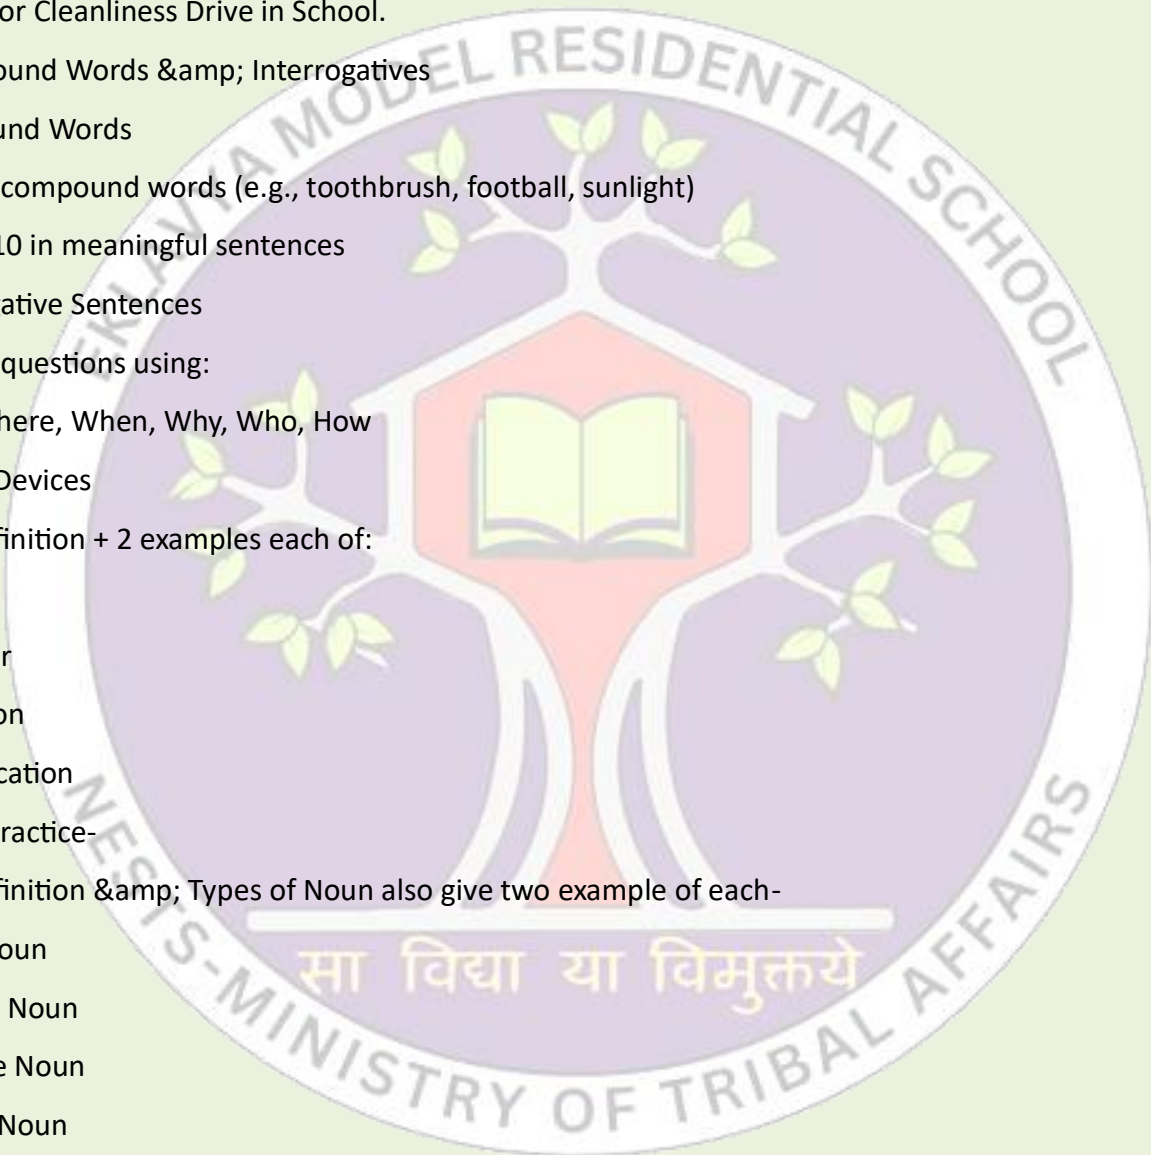 or Cleanliness Drive in School.
ound Words &amp; Interrogatives
und Words
compound words (e.g., toothbrush, football, sunlight)
10 in meaningful sentences
ative Sentences
questions using:
here, When, Why, Who, How
Devices
finition + 2 examples each of:
r
on
cation
ractice-
finition &amp; Types of Noun also give two example of each-
oun
Noun
e Noun
Noun
EKLAVYA MODEL RESIDENTIAL SCHOOL
सा विद्या या विमुक्तये
NESTS-MINISTRY OF TRIBAL AFFAIRS